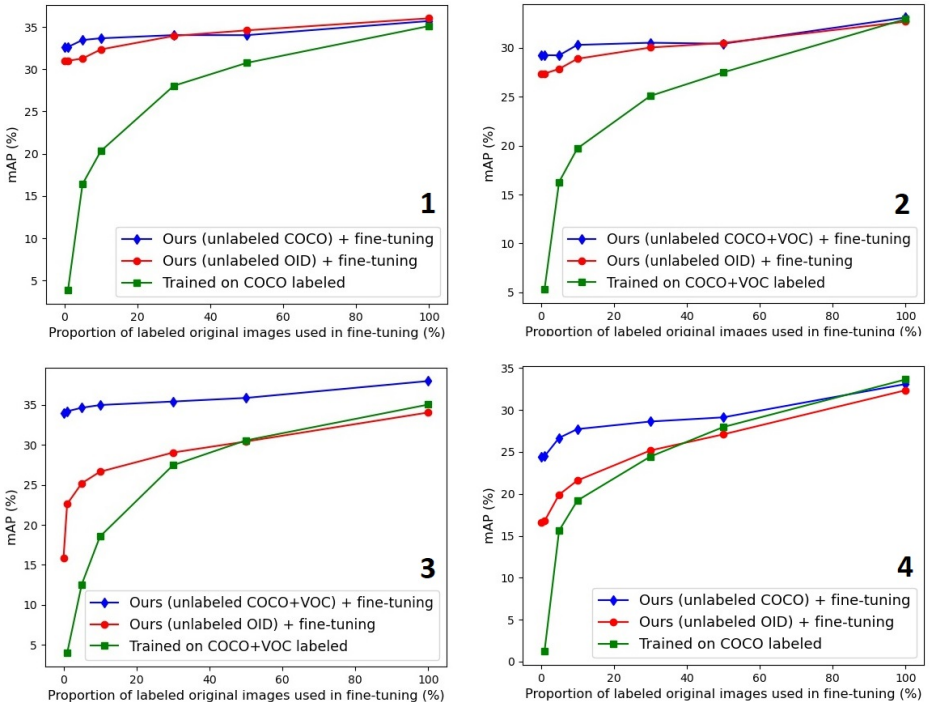 35
30
25
20
15
10
5
mAP (%)
1
Ours (unlabeled COCO) + fine-tuning
Ours (unlabeled OID) + fine-tuning
Trained on COCO labeled
0 20 40 60 80 100
Proportion of labeled original images used in fine-tuning (%)
30
25
20
15
10
5
mAP (%)
2
Ours (unlabeled COCO+VOC) + fine-tuning
Ours (unlabeled OID) + fine-tuning
Trained on COCO+VOC labeled
0 20 40 60 80 100
Proportion of labeled original images used in fine-tuning (%)
35
30
25
20
15
10
5
mAP (%)
3
Ours (unlabeled COCO+VOC) + fine-tuning
Ours (unlabeled OID) + fine-tuning
Trained on COCO+VOC labeled
0 20 40 60 80 100
Proportion of labeled original images used in fine-tuning (%)
35
30
25
20
15
10
5
0
mAP (%)
4
Ours (unlabeled COCO) + fine-tuning
Ours (unlabeled OID) + fine-tuning
Trained on COCO labeled
0 20 40 60 80 100
Proportion of labeled original images used in fine-tuning (%)